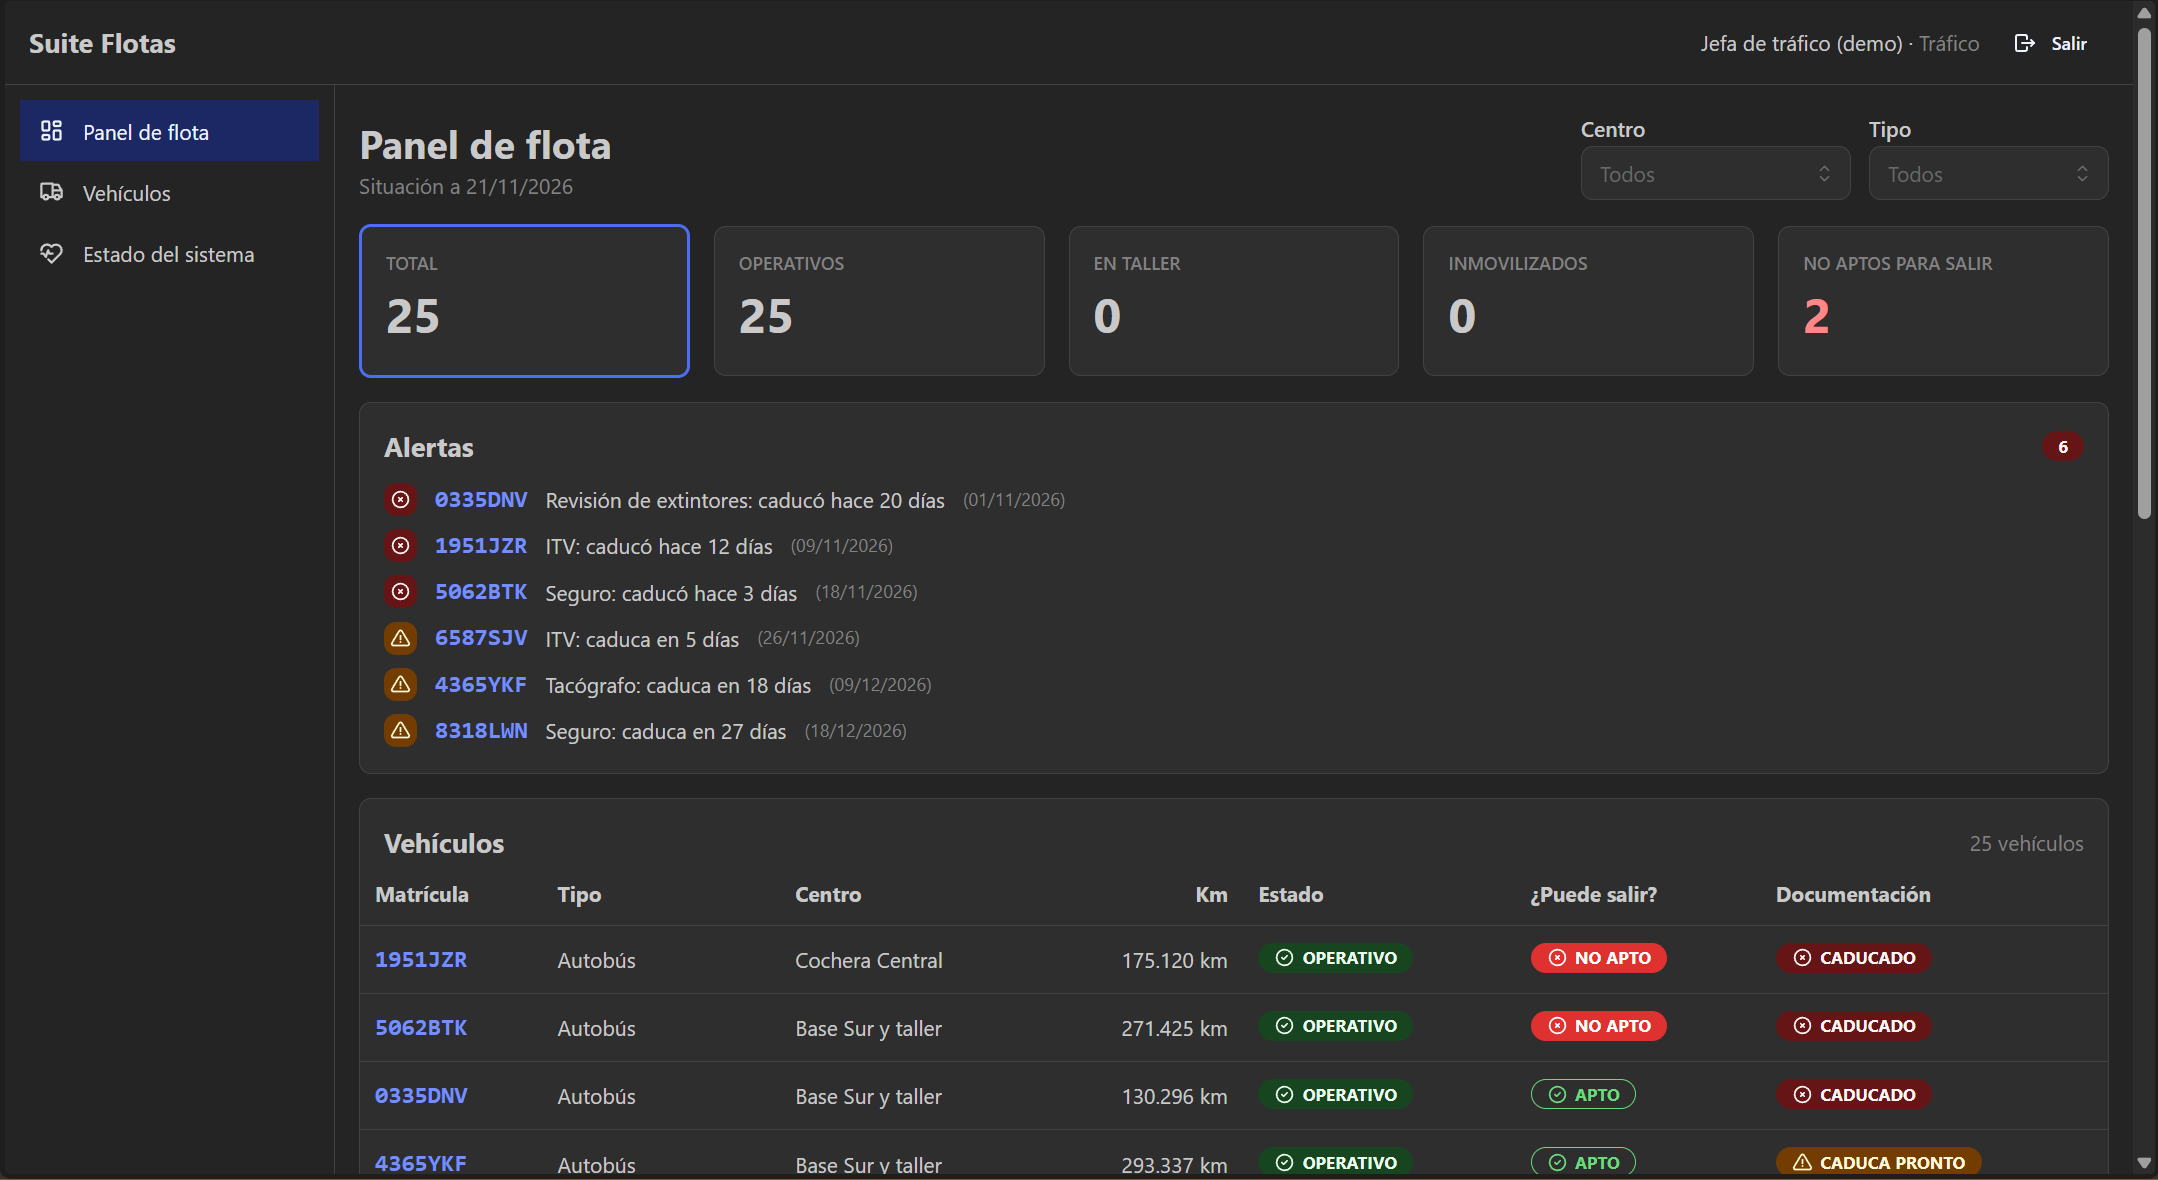 Suite Flotas
Jefa de tráfico (demo) · Tráfico
Salir
Panel de flota
Vehículos
Estado del sistema
Panel de flota
Situación a 21/11/2026
Centro
Todos
Tipo
Todos
TOTAL
25
OPERATIVOS
25
EN TALLER
0
INMOVILIZADOS
0
NO APTOS PARA SALIR
2
Alertas
6
0335DNV Revisión de extintores: caducó hace 20 días (01/11/2026)
1951JZR ITV: caducó hace 12 días (09/11/2026)
5062BTK Seguro: caducó hace 3 días (18/11/2026)
6587SJV ITV: caduca en 5 días (26/11/2026)
4365YKF Tacógrafo: caduca en 18 días (09/12/2026)
8318LWN Seguro: caduca en 27 días (18/12/2026)
Vehículos
25 vehículos
Matrícula Tipo Centro Km Estado ¿Puede salir? Documentación
1951JZR Autobús Cochera Central 175.120 km OPERATIVO NO APTO CADUCADO
5062BTK Autobús Base Sur y taller 271.425 km OPERATIVO NO APTO CADUCADO
0335DNV Autobús Base Sur y taller 130.296 km OPERATIVO APTO CADUCADO
4365YKF Autobús Base Sur y taller 293.337 km OPERATIVO APTO CADUCA PRONTO